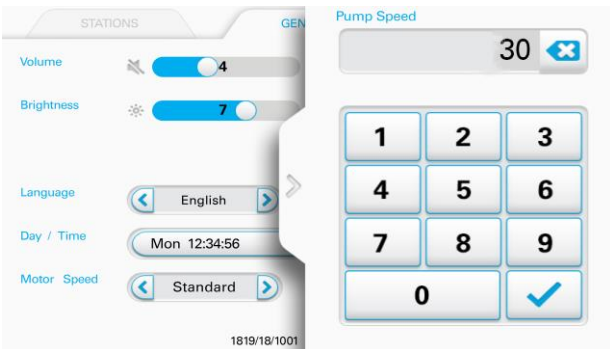 STATIONS
GEN
Volume
4
Brightness
7
Language
English
Day / Time
Mon 12:34:56
Motor Speed
Standard
1819/18/1001
Pump Speed
30
1 2 3
4 5 6
7 8 9
0